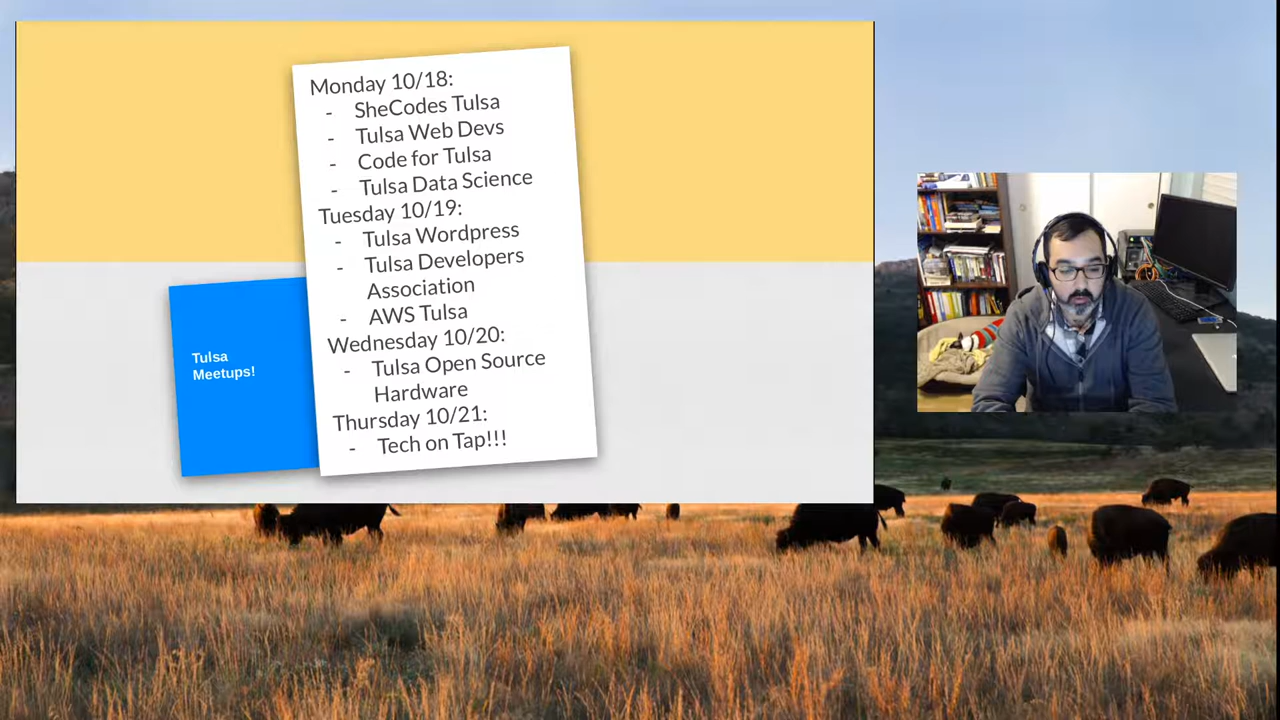 Monday 10/18:
- SheCodes Tulsa
- Tulsa Web Devs
- Code for Tulsa
- Tulsa Data Science
Tuesday 10/19:
- Tulsa Wordpress
- Tulsa Developers
Association
- AWS Tulsa
Wednesday 10/20:
- Tulsa Open Source
Hardware
Thursday 10/21:
- Tech on Tap!!!
Tulsa
Meetups!